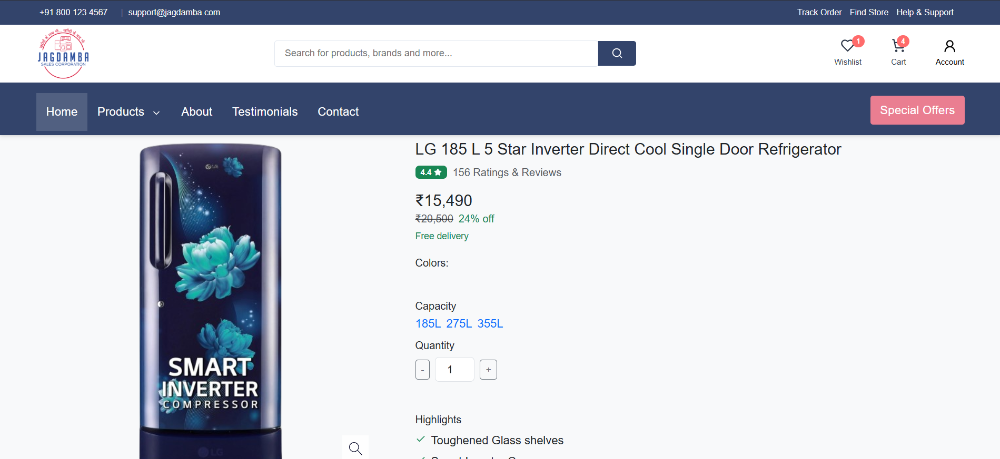 +91 800 123 4567 | support@jagdamba.com
Track Order Find Store Help & Support
खरीदी के साथ भी... खरीदी के बाद भी
JAGDAMBA
SALES CORPORATION
Search for products, brands and more...
1
Wishlist
4
Cart
Account
Home Products About Testimonials Contact
Special Offers
LG 185 L 5 Star Inverter Direct Cool Single Door Refrigerator
4.4 156 Ratings & Reviews
₹15,490
₹20,500 24% off
Free delivery
Colors:
Capacity
185L 275L 355L
Quantity
- 1 +
Highlights
Toughened Glass shelves
SMART
INVERTER
COMPRESSOR
LG